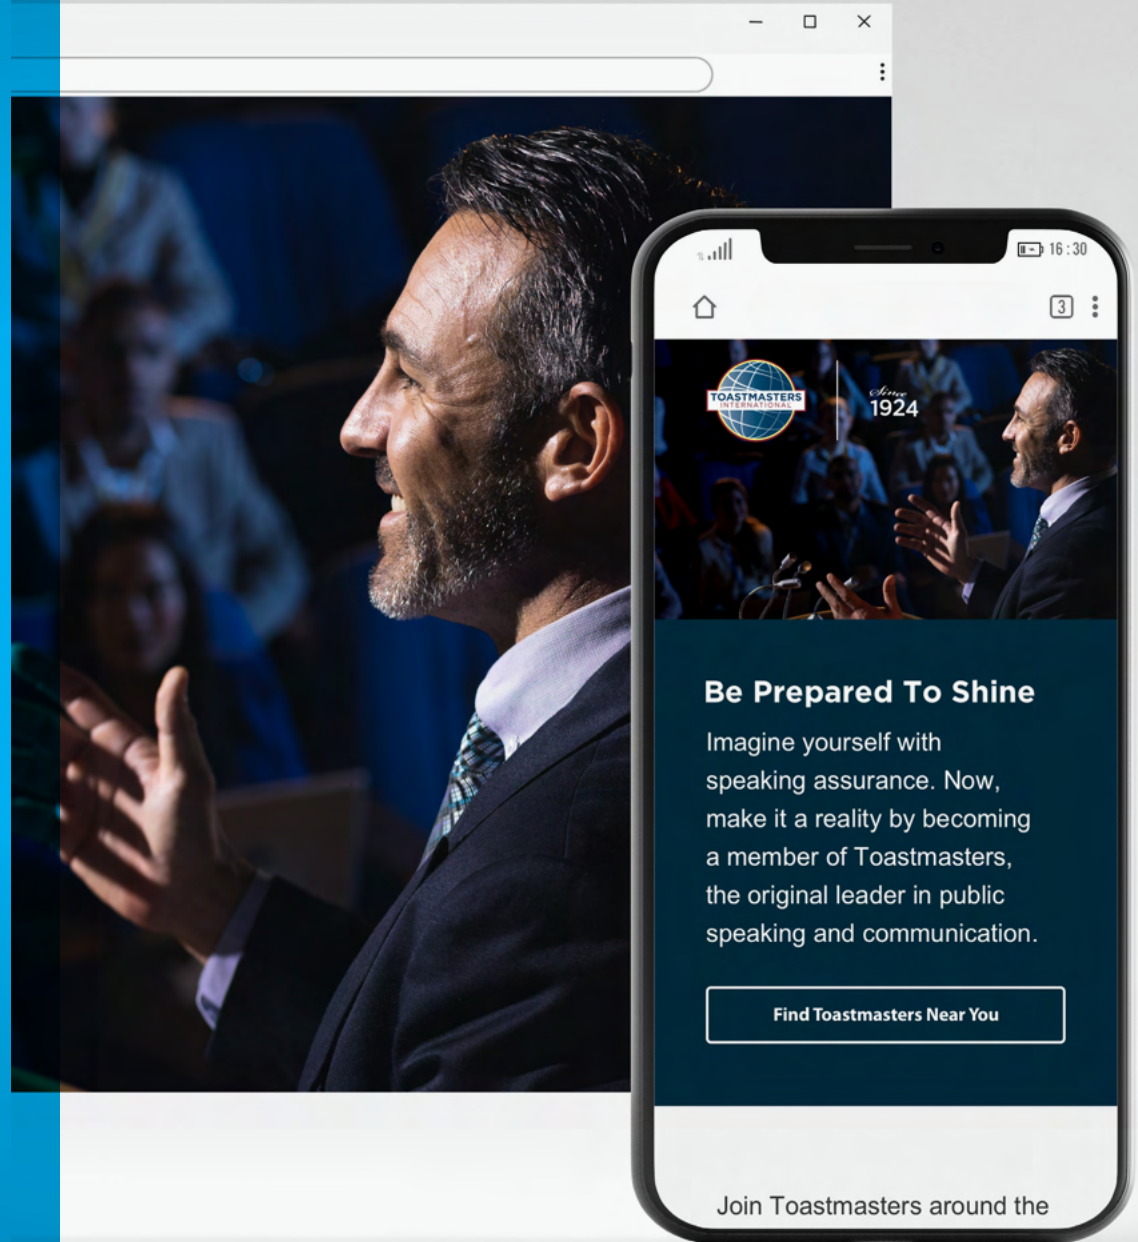 16:30
3
TOASTMASTERS
INTERNATIONAL
Since
1924
Be Prepared To Shine
Imagine yourself with
speaking assurance. Now,
make it a reality by becoming
a member of Toastmasters,
the original leader in public
speaking and communication.
Find Toastmasters Near You
Join Toastmasters around the